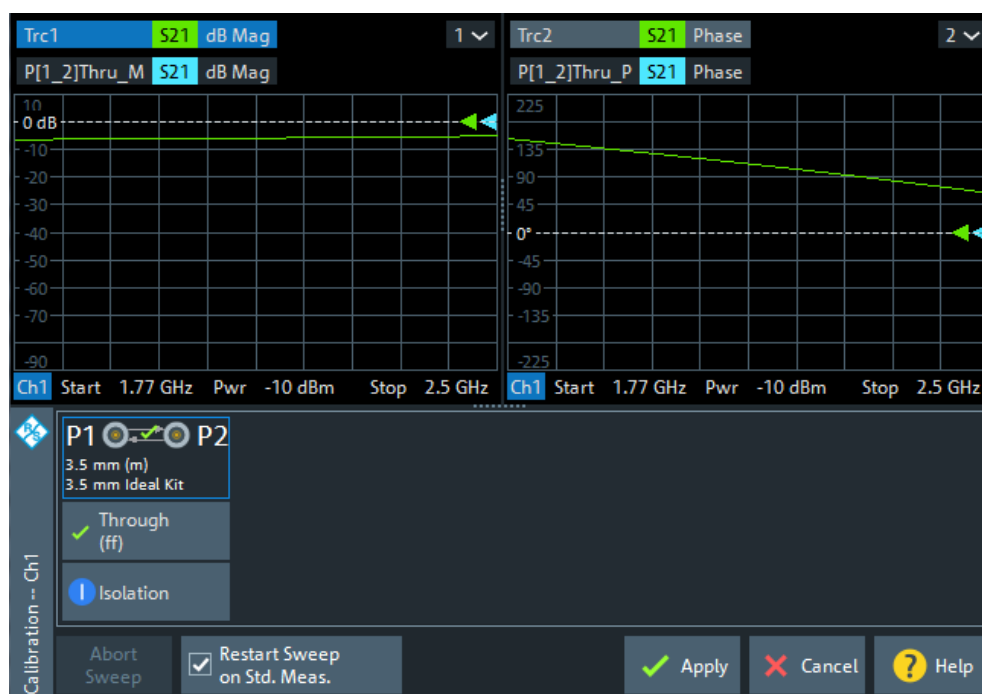 Trc1 S21 dB Mag 1
P[1_2]Thru_M S21 dB Mag
10
0 dB
-10
-20
-30
-40
-50
-60
-70
-90
Ch1 Start 1.77 GHz Pwr -10 dBm Stop 2.5 GHz
Trc2 S21 Phase 2
P[1_2]Thru_P S21 Phase
225
135
90
45
0°
-45
-90
-135
-225
Ch1 Start 1.77 GHz Pwr -10 dBm Stop 2.5 GHz
R/S
Calibration -- Ch1
P1 P2
3.5 mm (m)
3.5 mm Ideal Kit
Through
(ff)
I Isolation
Abort
Sweep
Restart Sweep
on Std. Meas.
Apply
Cancel
? Help